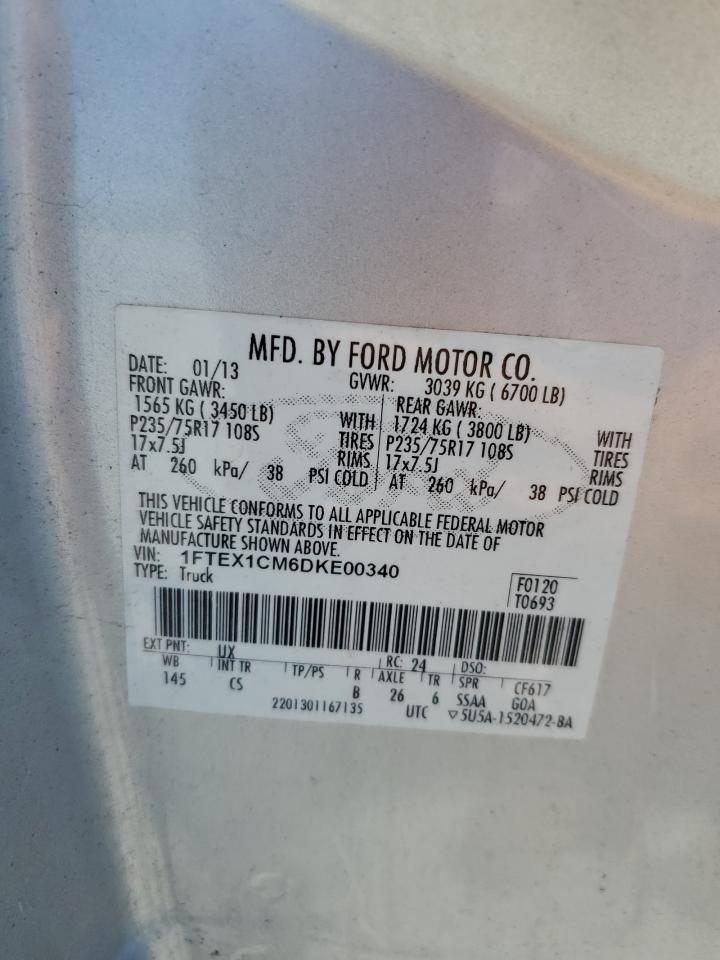 MFD. BY FORD MOTOR CO.
DATE: 01/13 GVWR: 3039 KG ( 6700 LB)
FRONT GAWR: REAR GAWR:
1565 KG ( 3450 LB) WITH 1724 KG ( 3800 LB) WITH
P235/75R17 108S TIRES P235/75R17 108S TIRES
17x7.5J RIMS 17x7.5J RIMS
AT 260 kPa/ 38 PSI COLD AT 260 kPa/ 38 PSI COLD
THIS VEHICLE CONFORMS TO ALL APPLICABLE FEDERAL MOTOR
VEHICLE SAFETY STANDARDS IN EFFECT ON THE DATE OF
MANUFACTURE SHOWN ABOVE.
VIN: 1FTEX1CM6DKE00340
TYPE: Truck
F0120
T0693
EXT PNT: UX RC: 24 DSO:
WB INT TR TP/PS R AXLE TR SPR CF617
145 CS B 26 6 SSAA GOA
2201301167135 UTC ▽5U5A-1520472-BA